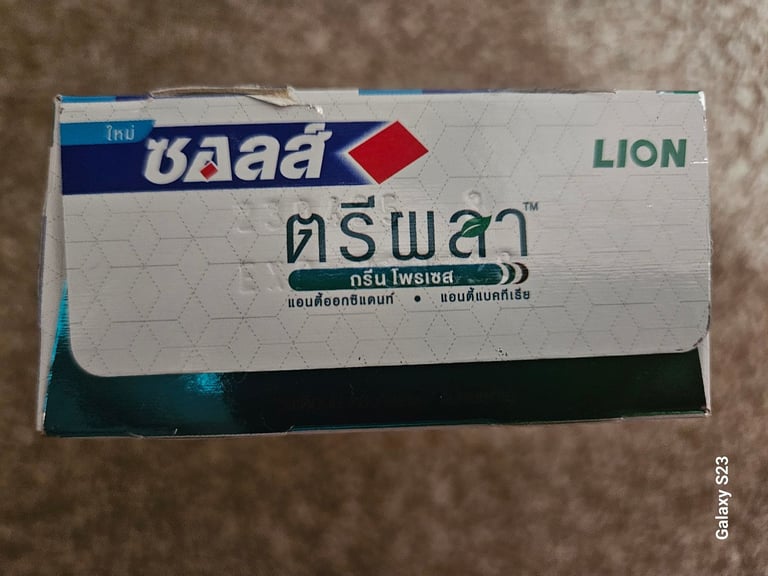 ใหม่
ซอลส์
LION
ตรีผลา™
กรีน โพรเซส
แอนตี้ออกซิแดนท์ • แอนตี้แบคทีเรีย
Galaxy S23